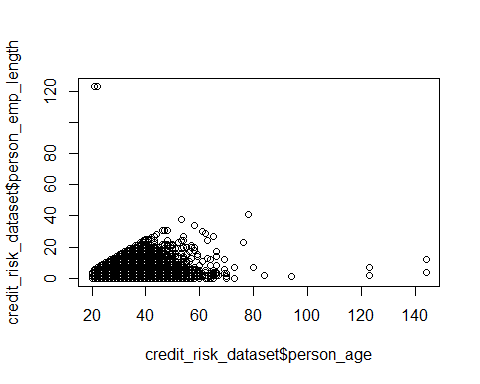 credit_risk_dataset$person_emp_length
0 20 40 60 80 120
20 40 60 80 100 120 140
credit_risk_dataset$person_age